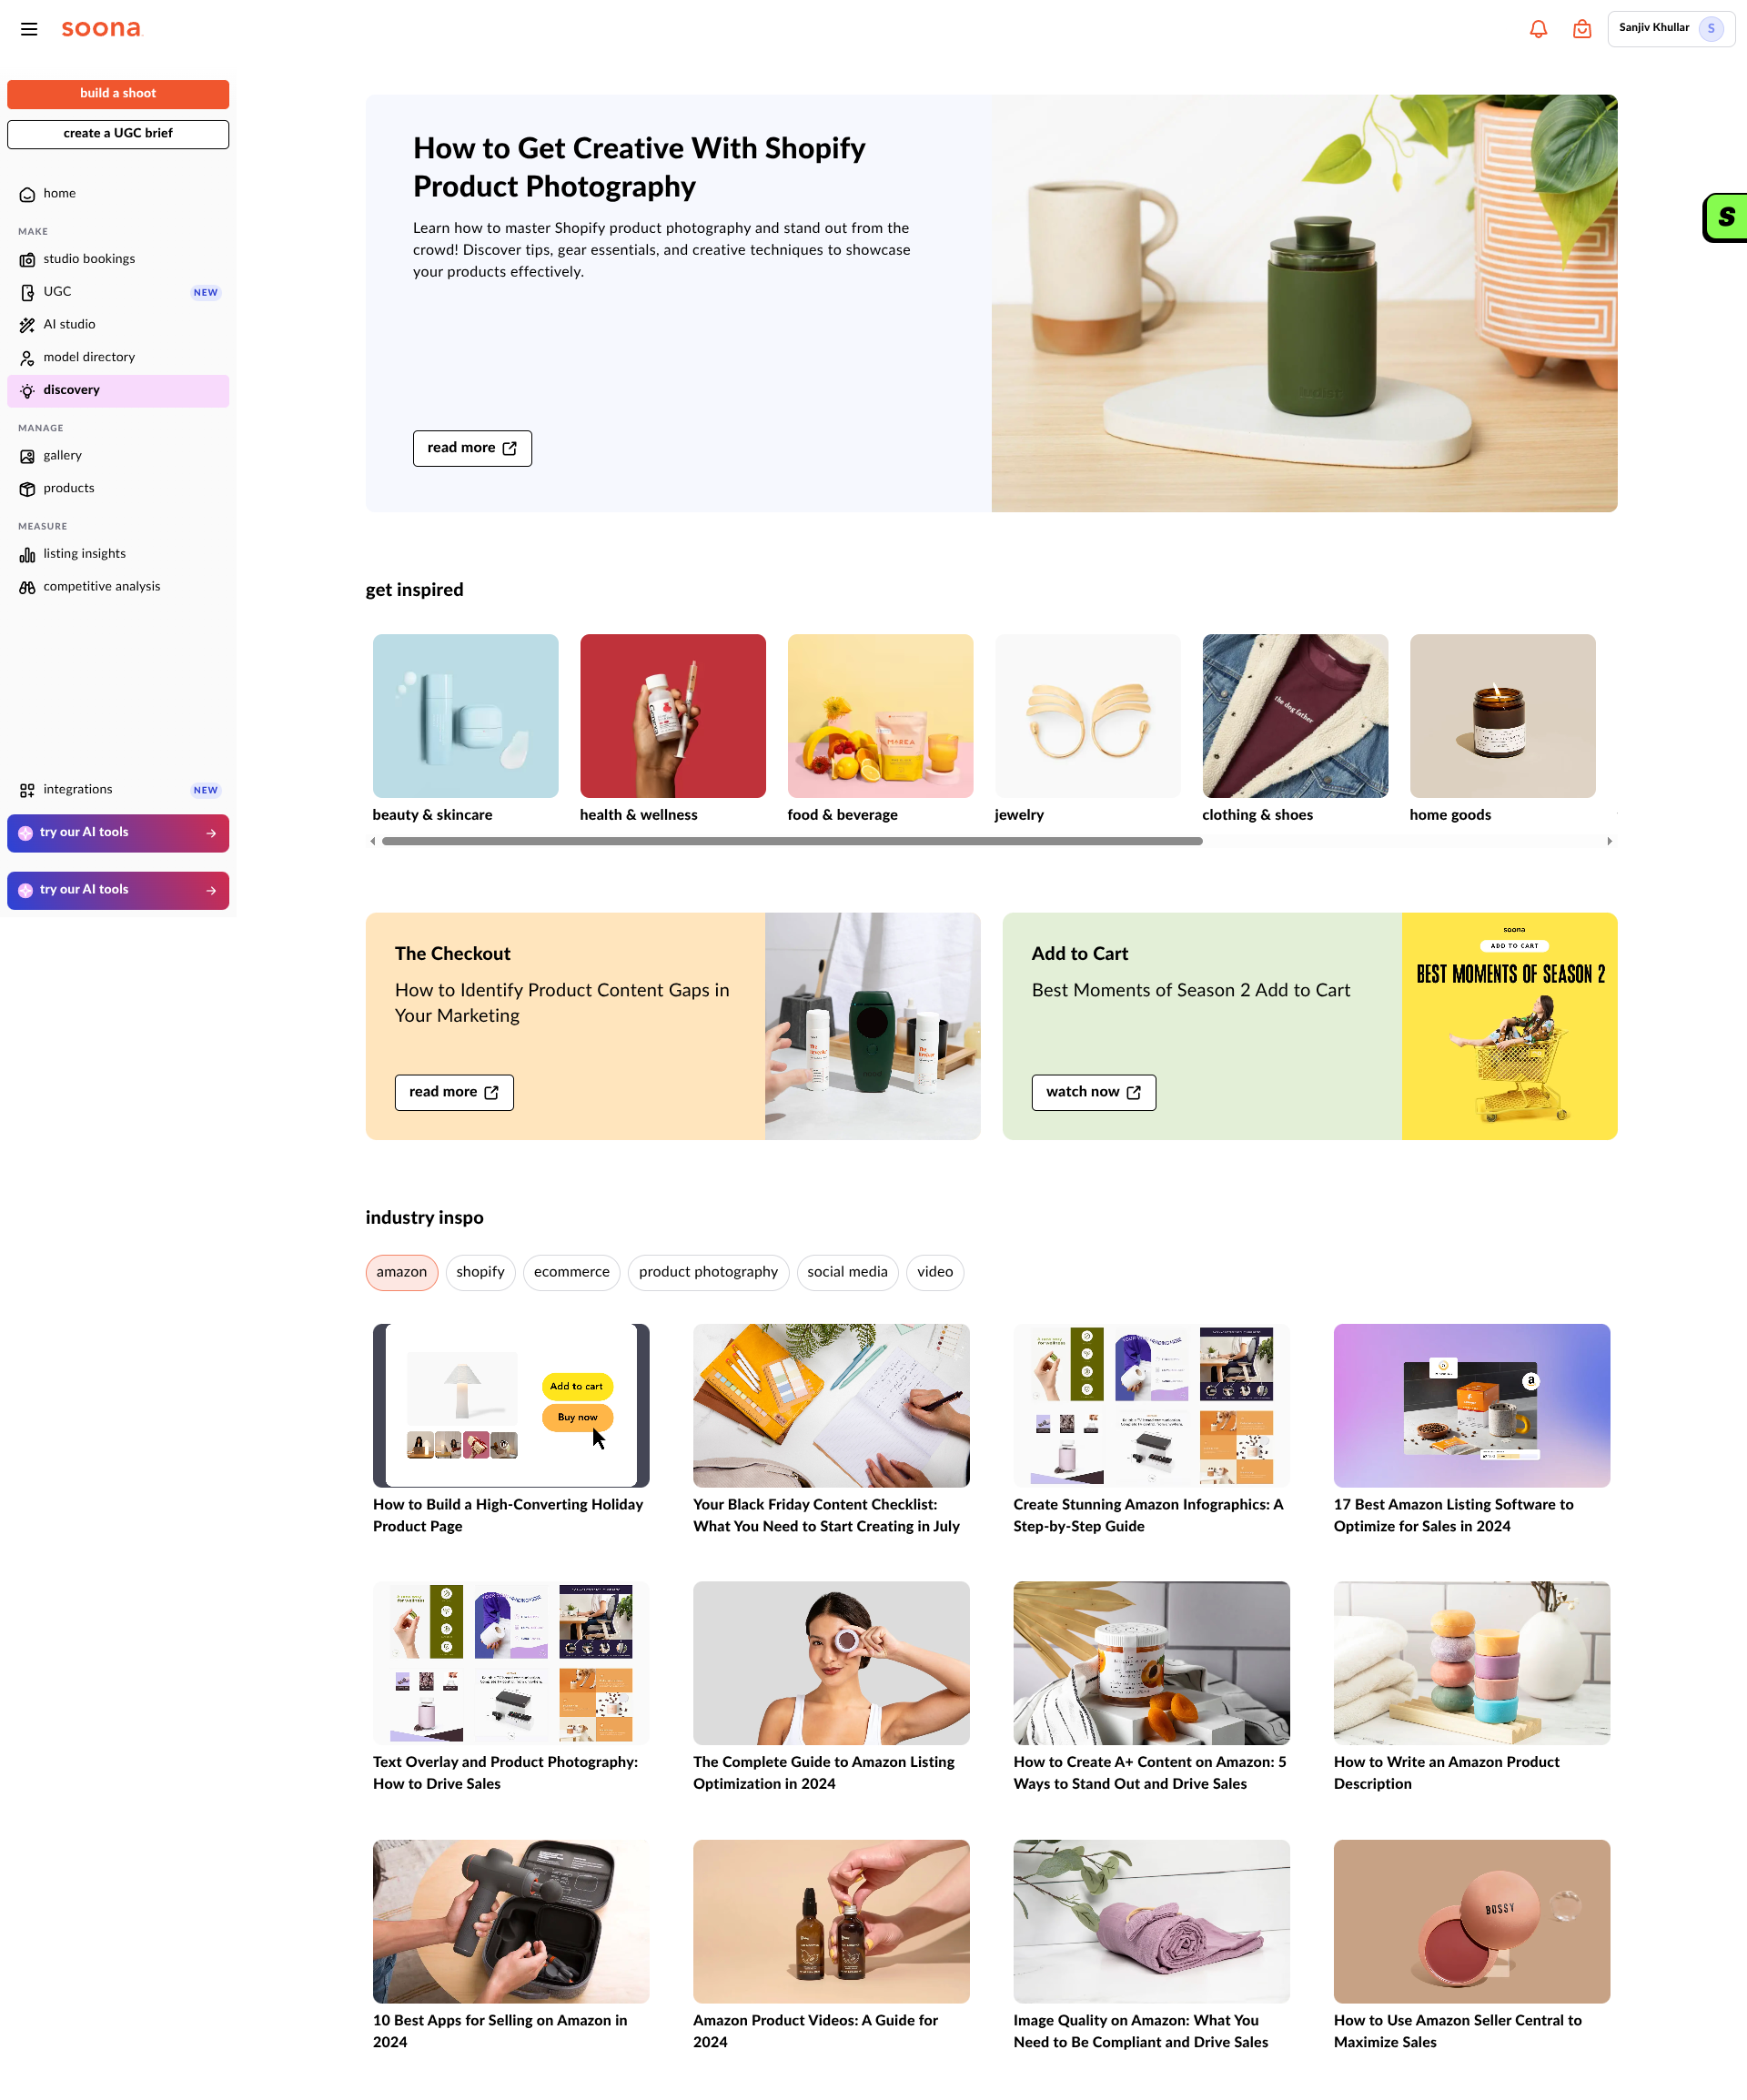 soona
Sanjiv Khullar
S
build a shoot
create a UGC brief
home
MAKE
studio bookings
UGC
NEW
AI studio
model directory
discovery
MANAGE
gallery
products
MEASURE
listing insights
competitive analysis
integrations
NEW
try our AI tools
try our AI tools
How to Get Creative With Shopify
Product Photography
Learn how to master Shopify product photography and stand out from the
crowd! Discover tips, gear essentials, and creative techniques to showcase
your products effectively.
read more
S
get inspired
the dog father
beauty & skincare
health & wellness
food & beverage
jewelry
clothing & shoes
home goods
The Checkout
How to Identify Product Content Gaps in
Your Marketing
read more
Add to Cart
Best Moments of Season 2 Add to Cart
watch now
soona
ADD TO CART
BEST MOMENTS OF SEASON 2
industry inspo
amazon
shopify
ecommerce
product photography
social media
video
Add to cart
Buy now
How to Build a High-Converting Holiday
Product Page
Your Black Friday Content Checklist:
What You Need to Start Creating in July
Create Stunning Amazon Infographics: A
Step-by-Step Guide
17 Best Amazon Listing Software to
Optimize for Sales in 2024
Text Overlay and Product Photography:
How to Drive Sales
The Complete Guide to Amazon Listing
Optimization in 2024
How to Create A+ Content on Amazon: 5
Ways to Stand Out and Drive Sales
How to Write an Amazon Product
Description
BOSSY
10 Best Apps for Selling on Amazon in
2024
Amazon Product Videos: A Guide for
2024
Image Quality on Amazon: What You
Need to Be Compliant and Drive Sales
How to Use Amazon Seller Central to
Maximize Sales